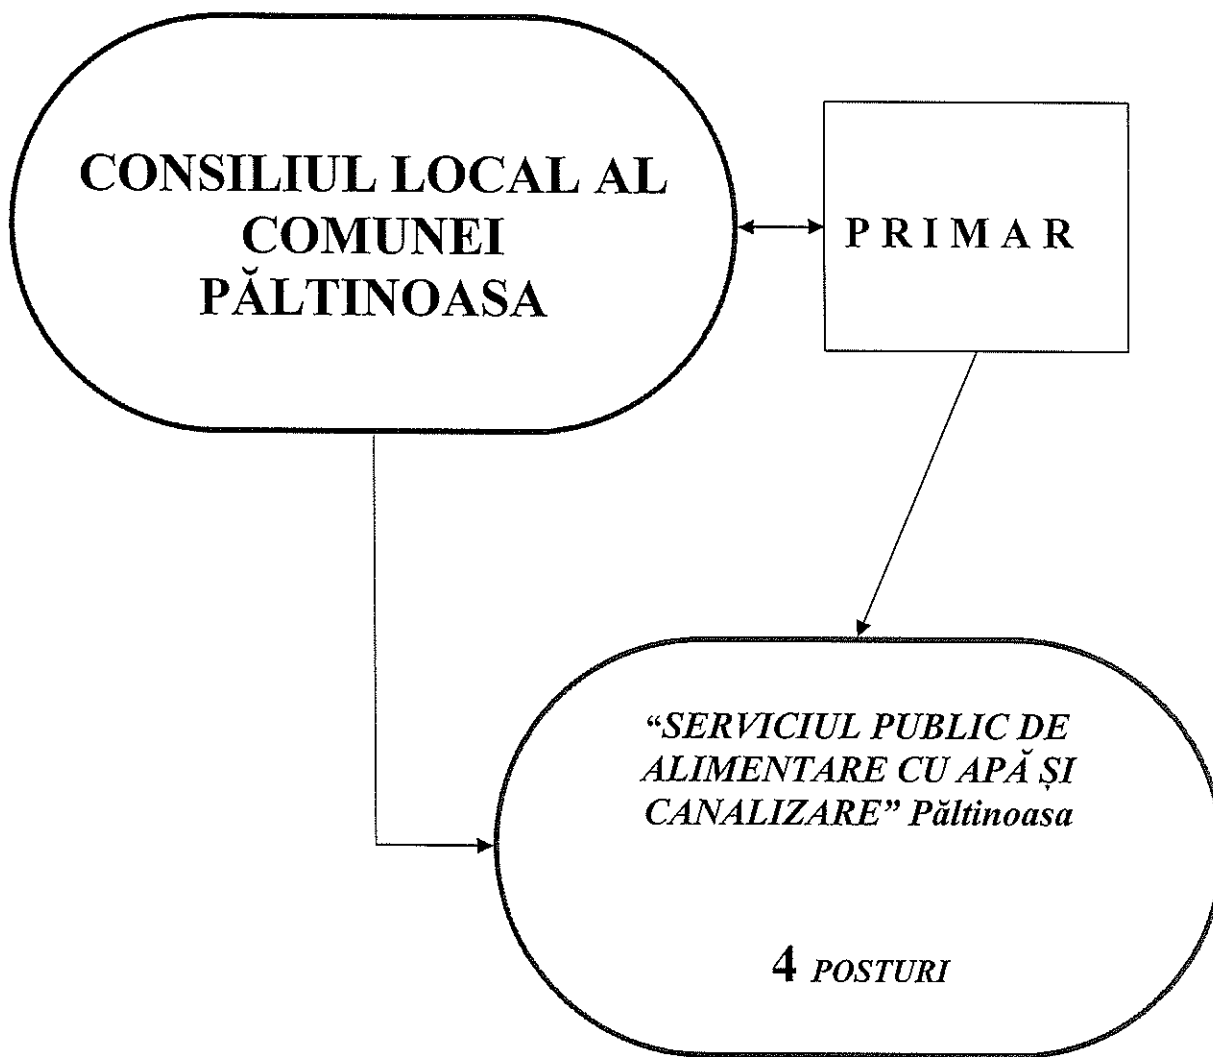 CONSILIUL LOCAL AL
COMUNEI
PĂLTINOASA
P R I M A R
“SERVICIUL PUBLIC DE
ALIMENTARE CU APĂ ȘI
CANALIZARE” Păltinoasa
4 POSTURI